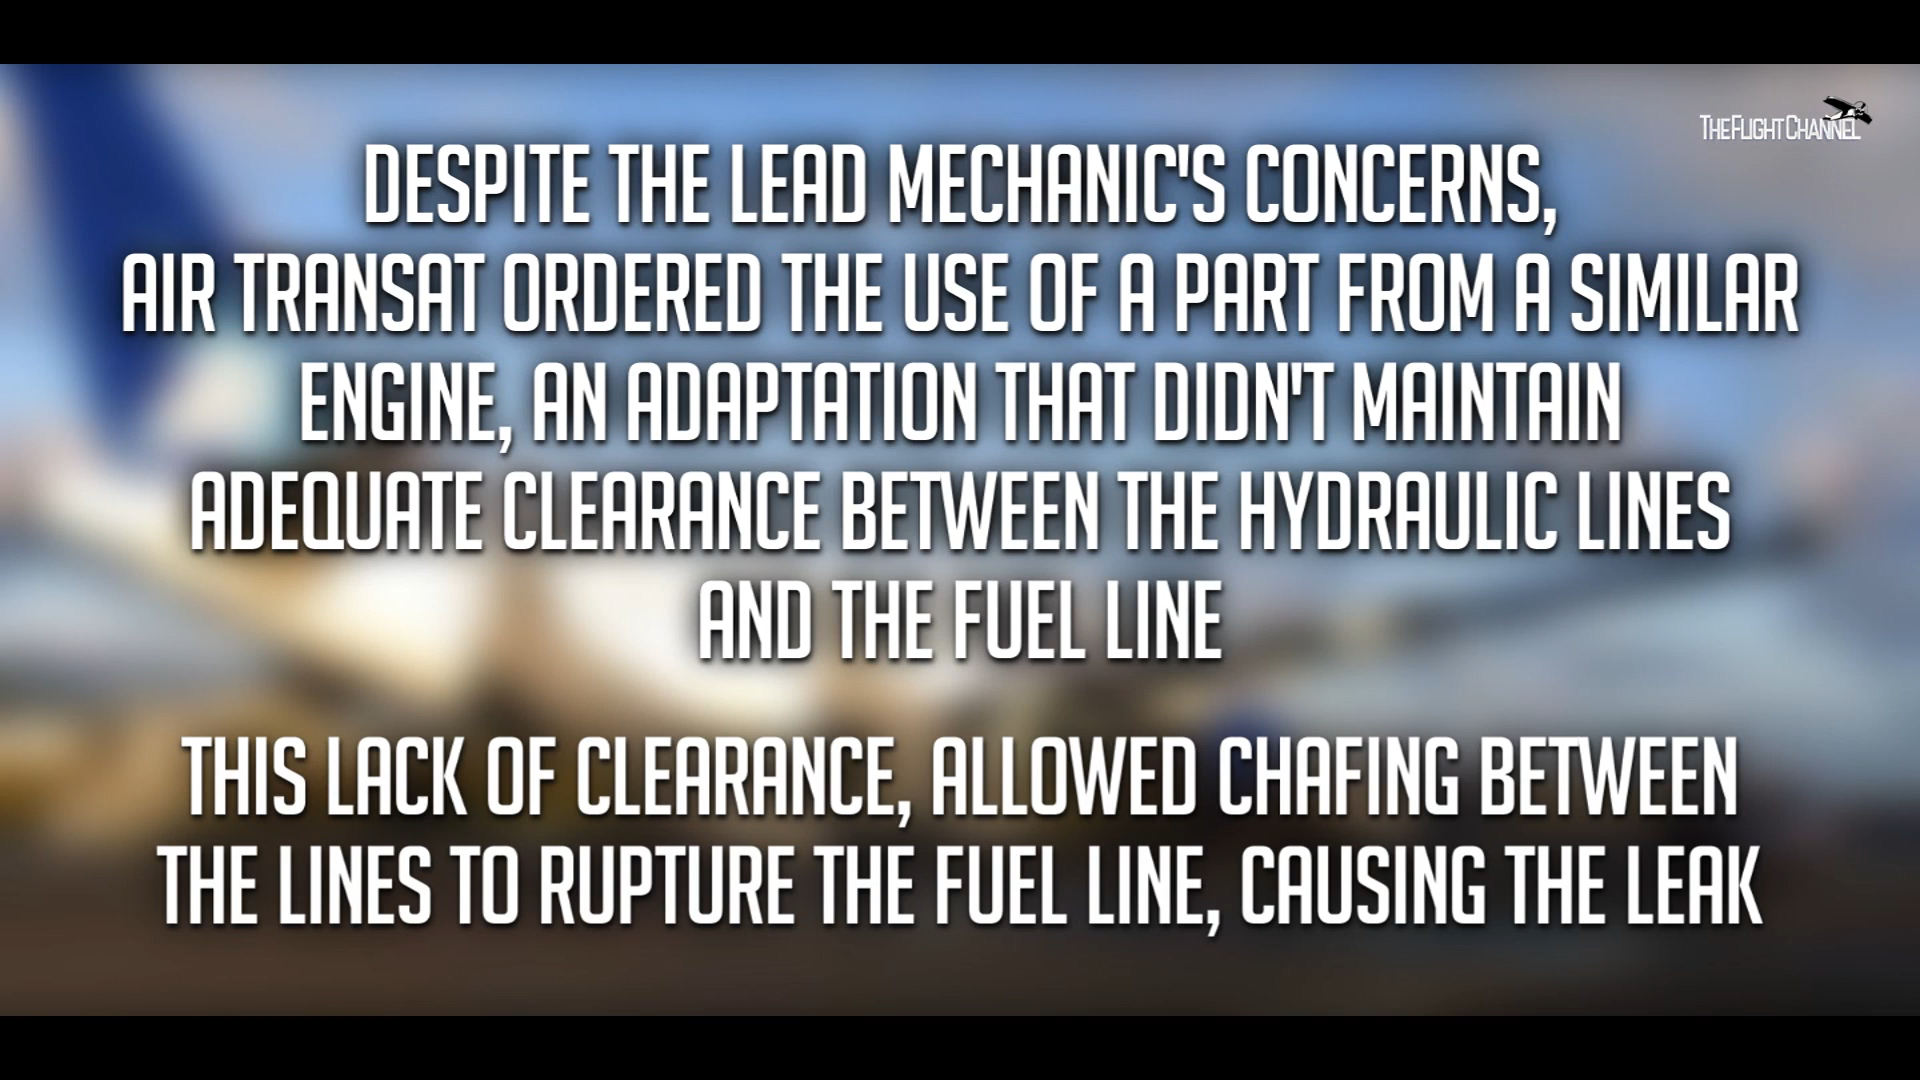 THEFLIGHTCHANNEL
DESPITE THE LEAD MECHANIC'S CONCERNS,
AIR TRANSAT ORDERED THE USE OF A PART FROM A SIMILAR
ENGINE, AN ADAPTATION THAT DIDN'T MAINTAIN
ADEQUATE CLEARANCE BETWEEN THE HYDRAULIC LINES
AND THE FUEL LINE
THIS LACK OF CLEARANCE, ALLOWED CHAFING BETWEEN
THE LINES TO RUPTURE THE FUEL LINE, CAUSING THE LEAK